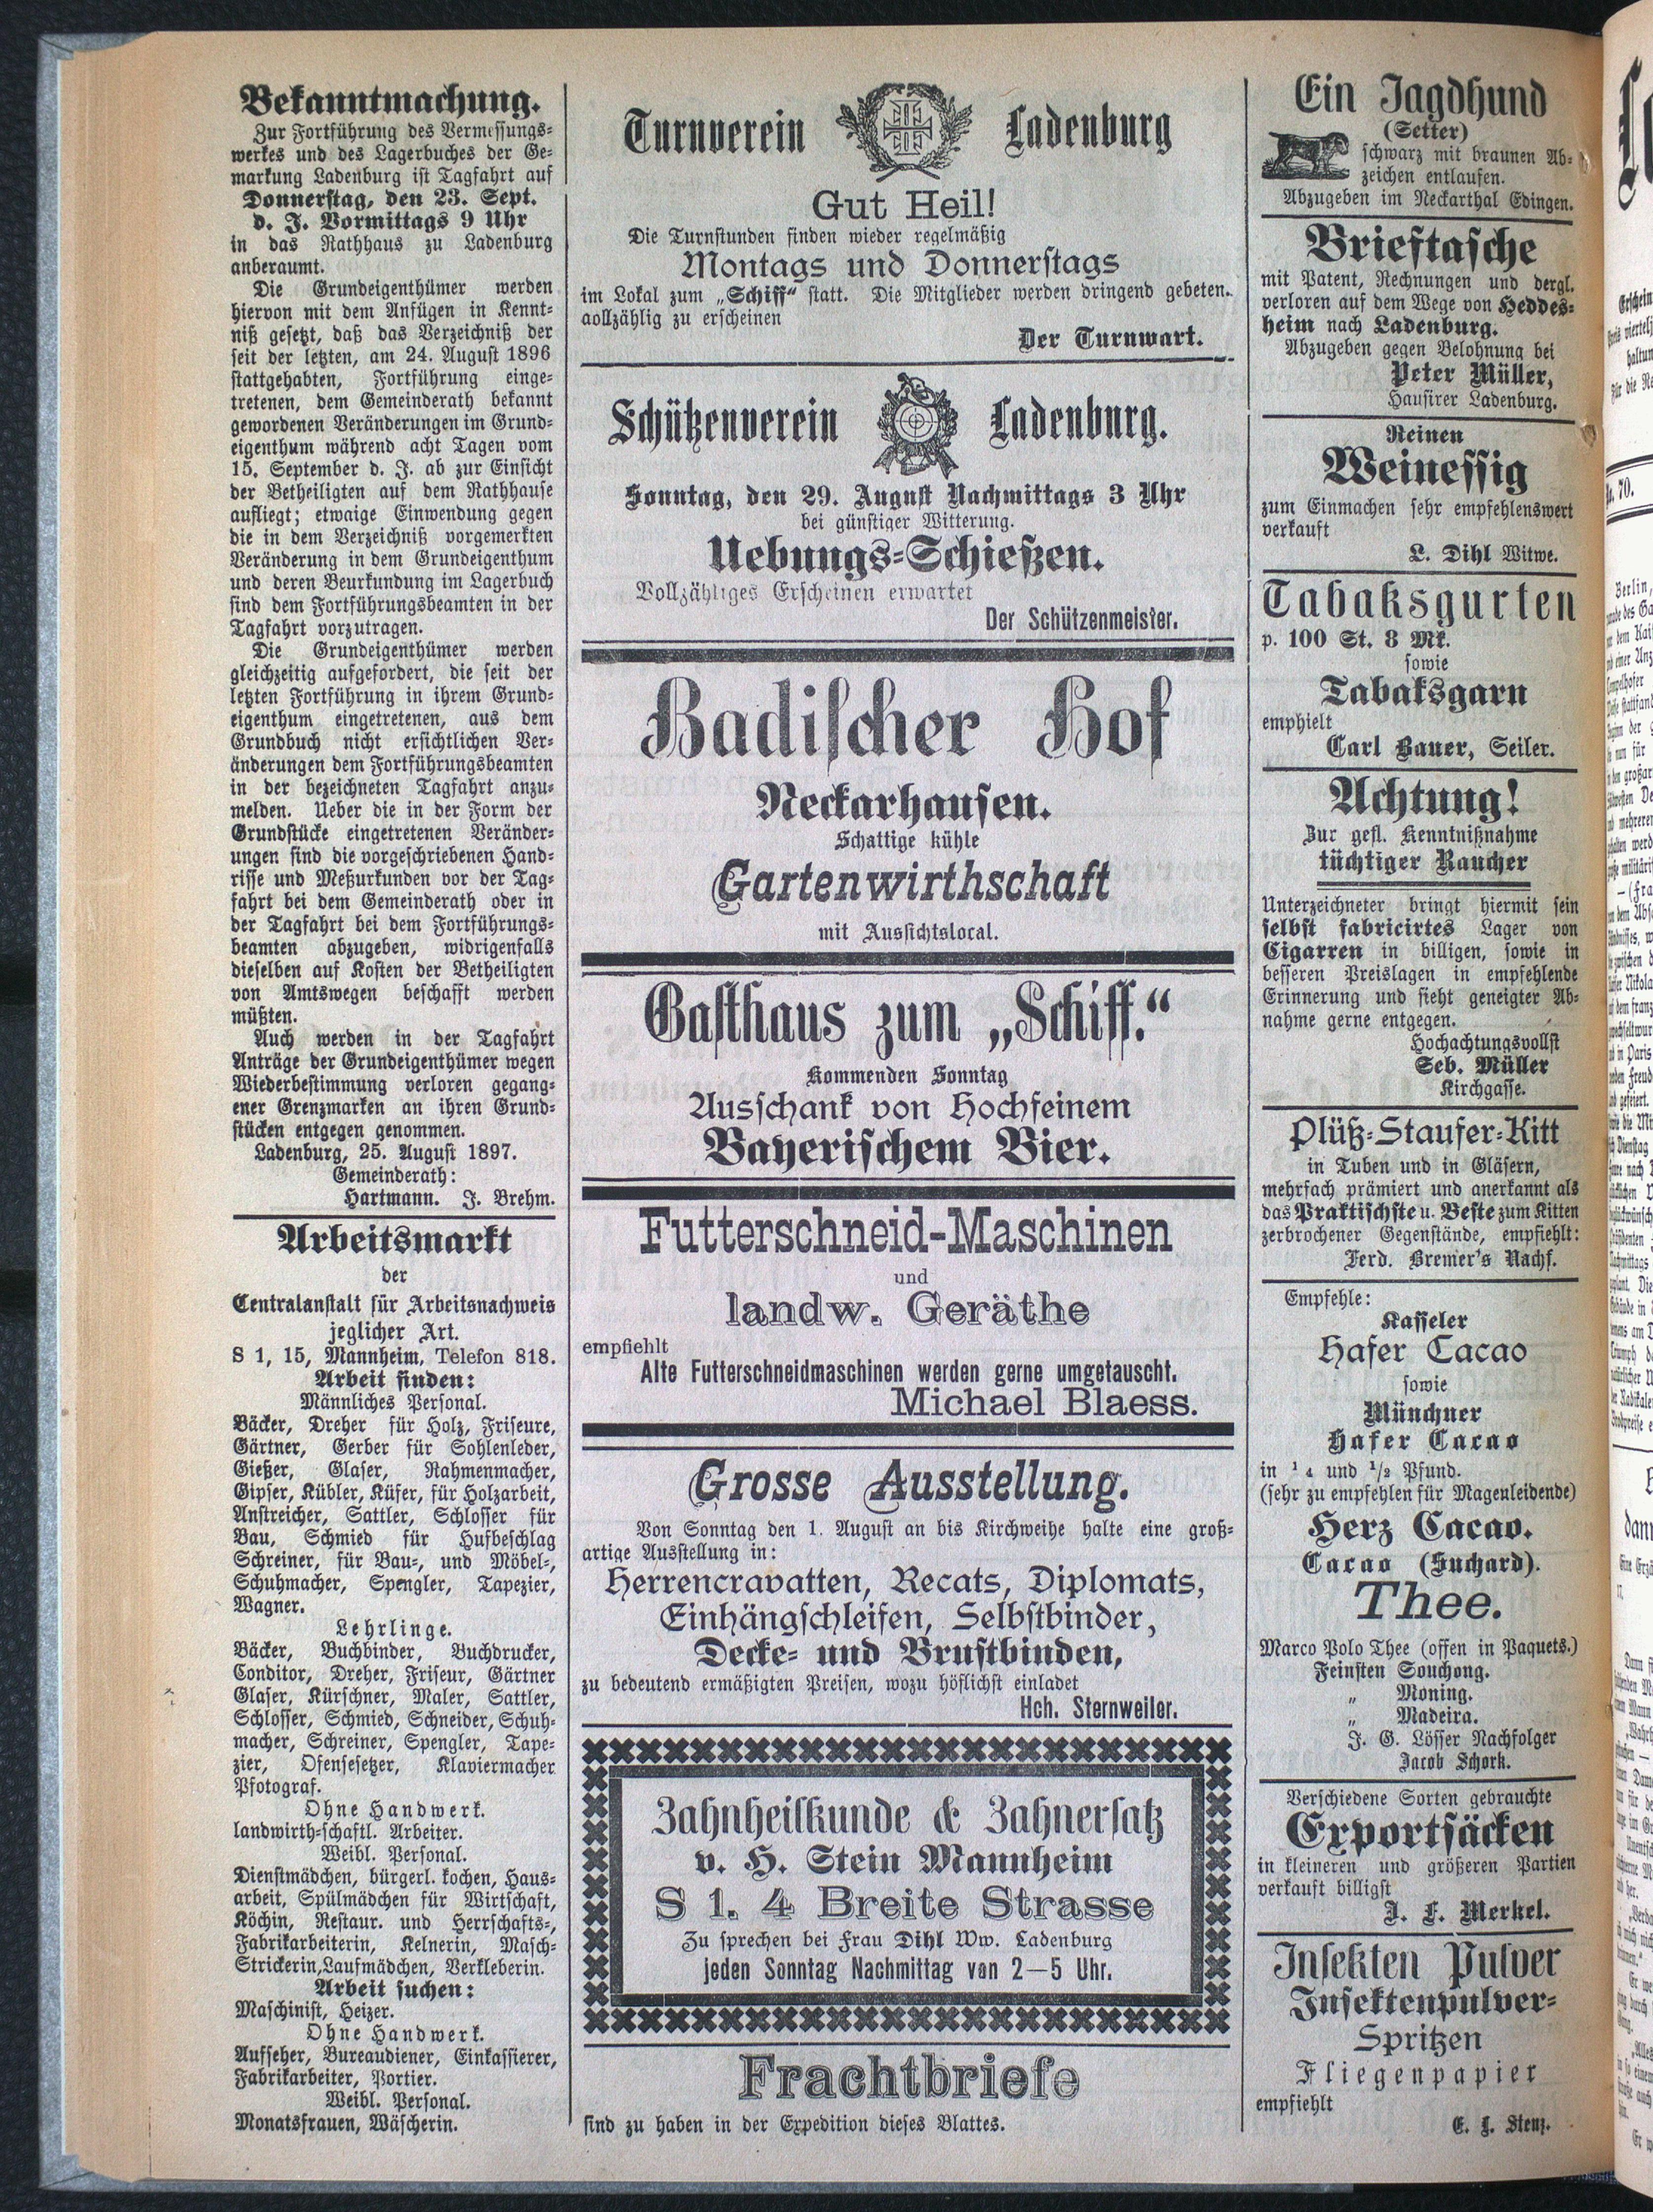 Bekanntmachung.
Zur Fortführung des Vermessungs-
werkes und des Lagerbuches der Ge-
markung Ladenburg ist Tagfahrt auf
Donnerstag, den 23. Sept.
d. J. Vormittags 9 Uhr
in das Rathhaus zu Ladenburg
anberaumt.
Die Grundeigenthümer werden
hiervon mit dem Anfügen in Kennt-
niß gesetzt, daß das Verzeichniß der
seit der letzten, am 24. August 1896
stattgehabten, Fortführung einge-
tretenen, dem Gemeinderath bekannt
gewordenen Veränderungen im Grund-
eigenthum während acht Tagen vom
15. September d. J. ab zur Einsicht
der Betheiligten auf dem Rathhause
aufliegt; etwaige Einwendung gegen
die in dem Verzeichniß vorgemerkten
Veränderung in dem Grundeigenthum
und deren Beurkundung im Lagerbuch
sind dem Fortführungsbeamten in der
Tagfahrt vorzutragen.
Die Grundeigenthümer werden
gleichzeitig aufgefordert, die seit der
letzten Fortführung in ihrem Grund-
eigenthum eingetretenen, aus dem
Grundbuch nicht ersichtlichen Ver-
änderungen dem Fortführungsbeamten
in der bezeichneten Tagfahrt anzu-
melden. Ueber die in der Form der
Grundstücke eingetretenen Veränder-
ungen sind die vorgeschriebenen Hand-
risse und Meßurkunden vor der Tag-
fahrt bei dem Gemeinderath oder in
der Tagfahrt bei dem Fortführungs-
beamten abzugeben, widrigenfalls
dieselben auf Kosten der Betheiligten
von Amtswegen beschafft werden
müßten.
Auch werden in der Tagfahrt
Anträge der Grundeigenthümer wegen
Wiederbestimmung verloren gegang-
ener Grenzmarken an ihren Grund-
stücken entgegen genommen.
Ladenburg, 25. August 1897.
Gemeinderath:
Hartmann. J. Brehm.
Arbeitsmarkt
der
Centralanstalt für Arbeitsnachweis
jeglicher Art.
S 1, 15, Mannheim, Telefon 818.
Arbeit finden:
Männliches Personal.
Bäcker, Dreher für Holz, Friseure,
Gärtner, Gerber für Sohlenleder,
Gießer, Glaser, Rahmenmacher,
Gipser, Kübler, Küfer, für Holzarbeit,
Anstreicher, Sattler, Schlosser für
Bau, Schmied für Hufbeschlag
Schreiner, für Bau-, und Möbel-,
Schuhmacher, Spengler, Tapezier,
Wagner.
Lehrlinge.
Bäcker, Buchbinder, Buchdrucker,
Conditor, Dreher, Friseur, Gärtner
Glaser, Kürschner, Maler, Sattler,
Schlosser, Schmied, Schneider, Schuh-
macher, Schreiner, Spengler, Tape-
zier, Ofensesetzer, Klaviermacher
Pfotograf.
Ohne Handwerk.
landwirth-schaftl. Arbeiter.
Weibl. Personal.
Dienstmädchen, bürgerl. kochen, Haus-
arbeit, Spülmädchen für Wirtschaft,
Köchin, Restaur. und Herrschafts-,
Fabrikarbeiterin, Kelnerin, Masch-
Strickerin, Laufmädchen, Verkleberin.
Arbeit suchen:
Maschinist, Heizer.
Ohne Handwerk.
Aufseher, Bureaudiener, Einkassierer,
Fabrikarbeiter, Portier.
Weibl. Personal.
Monatsfrauen, Wäscherin.
Turnverein Ladenburg
Gut Heil!
Die Turnstunden finden wieder regelmäßig
Montags und Donnerstags
im Lokal zum „Schiff“ statt. Die Mitglieder werden dringend gebeten.
aollzählig zu erscheinen
Der Turnwart.
Schützenverein Ladenburg.
Sonntag, den 29. August Nachmittags 3 Uhr
bei günstiger Witterung.
Uebungs-Schießen.
Vollzähliges Erscheinen erwartet
Der Schützenmeister.
Badischer Hof
Neckarhausen.
Schattige kühle
Gartenwirthschaft
mit Aussichtslocal.
Gasthaus zum „Schiff.“
Kommenden Sonntag
Ausschank von Hochfeinem
Bayerischem Bier.
Futterschneid-Maschinen
und
landw. Geräthe
empfiehlt
Alte Futterschneidmaschinen werden gerne umgetauscht.
Michael Blaess.
Grosse Ausstellung.
Von Sonntag den 1. August an bis Kirchweihe halte eine groß-
artige Ausstellung in:
Herrencravatten, Recats, Diplomats,
Einhängschleifen, Selbstbinder,
Decke- und Brustbinden,
zu bedeutend ermäßigten Preisen, wozu höflichst einladet
Hch. Sternweiler.
Zahnheilkunde & Zahnersatz
v. H. Stein Mannheim
S 1. 4 Breite Strasse
Zu sprechen bei Frau Dihl Ww. Ladenburg
jeden Sonntag Nachmittag van 2—5 Uhr.
Frachtbriefe
sind zu haben in der Expedition dieses Blattes.
Ein Jagdhund
(Setter)
schwarz mit braunen Ab-
zeichen entlaufen.
Abzugeben im Neckarthal Edingen.
Brieftasche
mit Patent, Rechnungen und dergl.
verloren auf dem Wege von Heddes-
heim nach Ladenburg.
Abzugeben gegen Belohnung bei
Peter Müller,
Hausirer Ladenburg.
Reinen
Weinessig
zum Einmachen sehr empfehlenswert
verkauft
L. Dihl Witwe.
Tabaksgurten
p. 100 St. 8 Mk.
sowie
Tabaksgarn
emphielt
Carl Bauer, Seiler.
Achtung!
Zur gefl. Kenntnißnahme
tüchtiger Raucher
Unterzeichneter bringt hiermit sein
selbst fabricirtes Lager von
Cigarren in billigen, sowie in
besseren Preislagen in empfehlende
Erinnerung und sieht geneigter Ab-
nahme gerne entgegen.
Hochachtungsvollst
Seb. Müller
Kirchgasse.
Plüß-Staufer-Kitt
in Tuben und in Gläsern,
mehrfach prämiert und anerkannt als
das Praktischste u. Beste zum Kitten
zerbrochener Gegenstände, empfiehlt:
Ferd. Bremer's Nachf.
Empfehle:
Kasseler
Hafer Cacao
sowie
Münchner
Hafer Cacao
in 1/4 und 1/2 Pfund.
(sehr zu empfehlen für Magenleidende)
Herz Cacao.
Cacao (Suchard).
Thee.
Marco Polo Thee (offen in Paquets.)
Feinsten Souchong.
„ Moning.
„ Madeira.
J. G. Lösser Nachfolger
Jacob Schork.
Verschiedene Sorten gebrauchte
Exportsäcken
in kleineren und größeren Partien
verkauft billigst
J. F. Merkel.
Insekten Pulver
Insektenpulver-
Spritzen
Fliegenpapier
empfiehlt
E. J. Stenz.
No. 70.